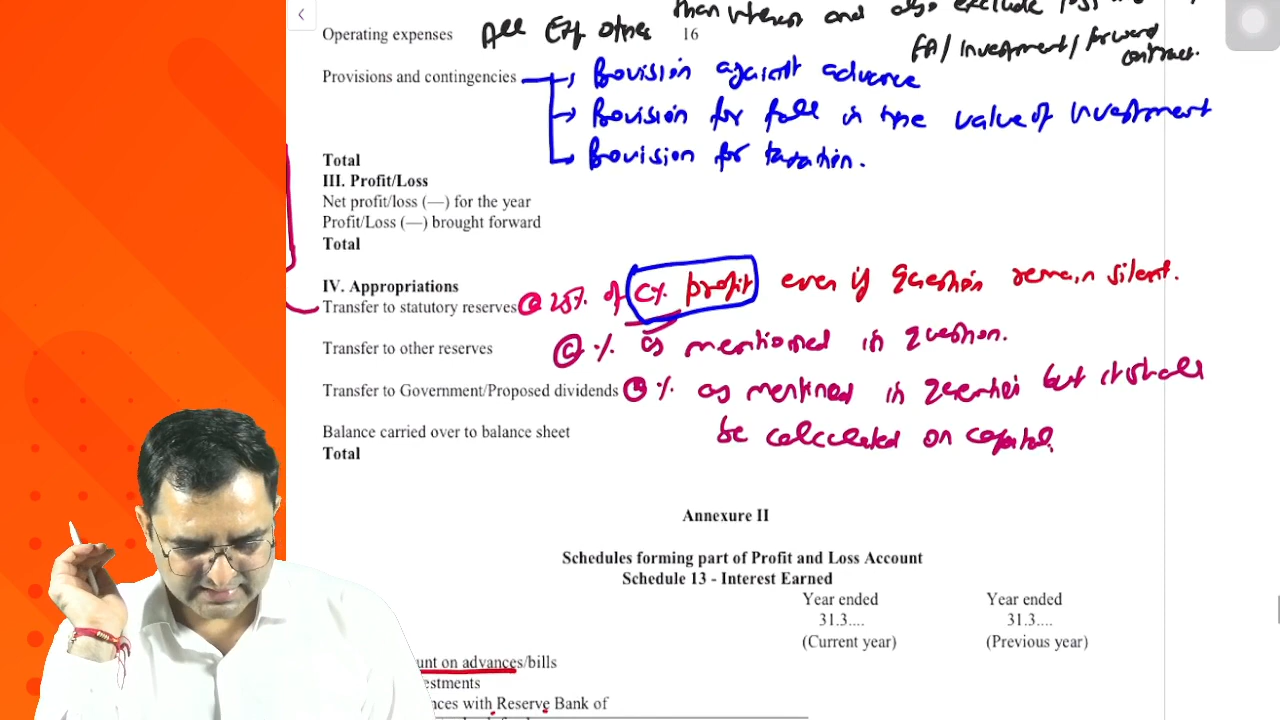 than interest and also exclude
Operating expenses All Exp other 16
FA/Investment/forward
contract.
Provisions and contingencies → Provision against advance
→ Provision for fall in the value of Investment
→ Provision for taxation.
Total
III. Profit/Loss
Net profit/loss (—) for the year
Profit/Loss (—) brought forward
Total
IV. Appropriations
Transfer to statutory reserves @ 25% of CY. profit even if question remain silent.
Transfer to other reserves @ % as mentioned in question.
Transfer to Government/Proposed dividends @ % as mentioned in question but it shall
be calculated on capital.
Balance carried over to balance sheet
Total
Annexure II
Schedules forming part of Profit and Loss Account
Schedule 13 - Interest Earned
Year ended Year ended
31.3.... 31.3....
(Current year) (Previous year)
unt on advances/bills
estments
nces with Reserve Bank of